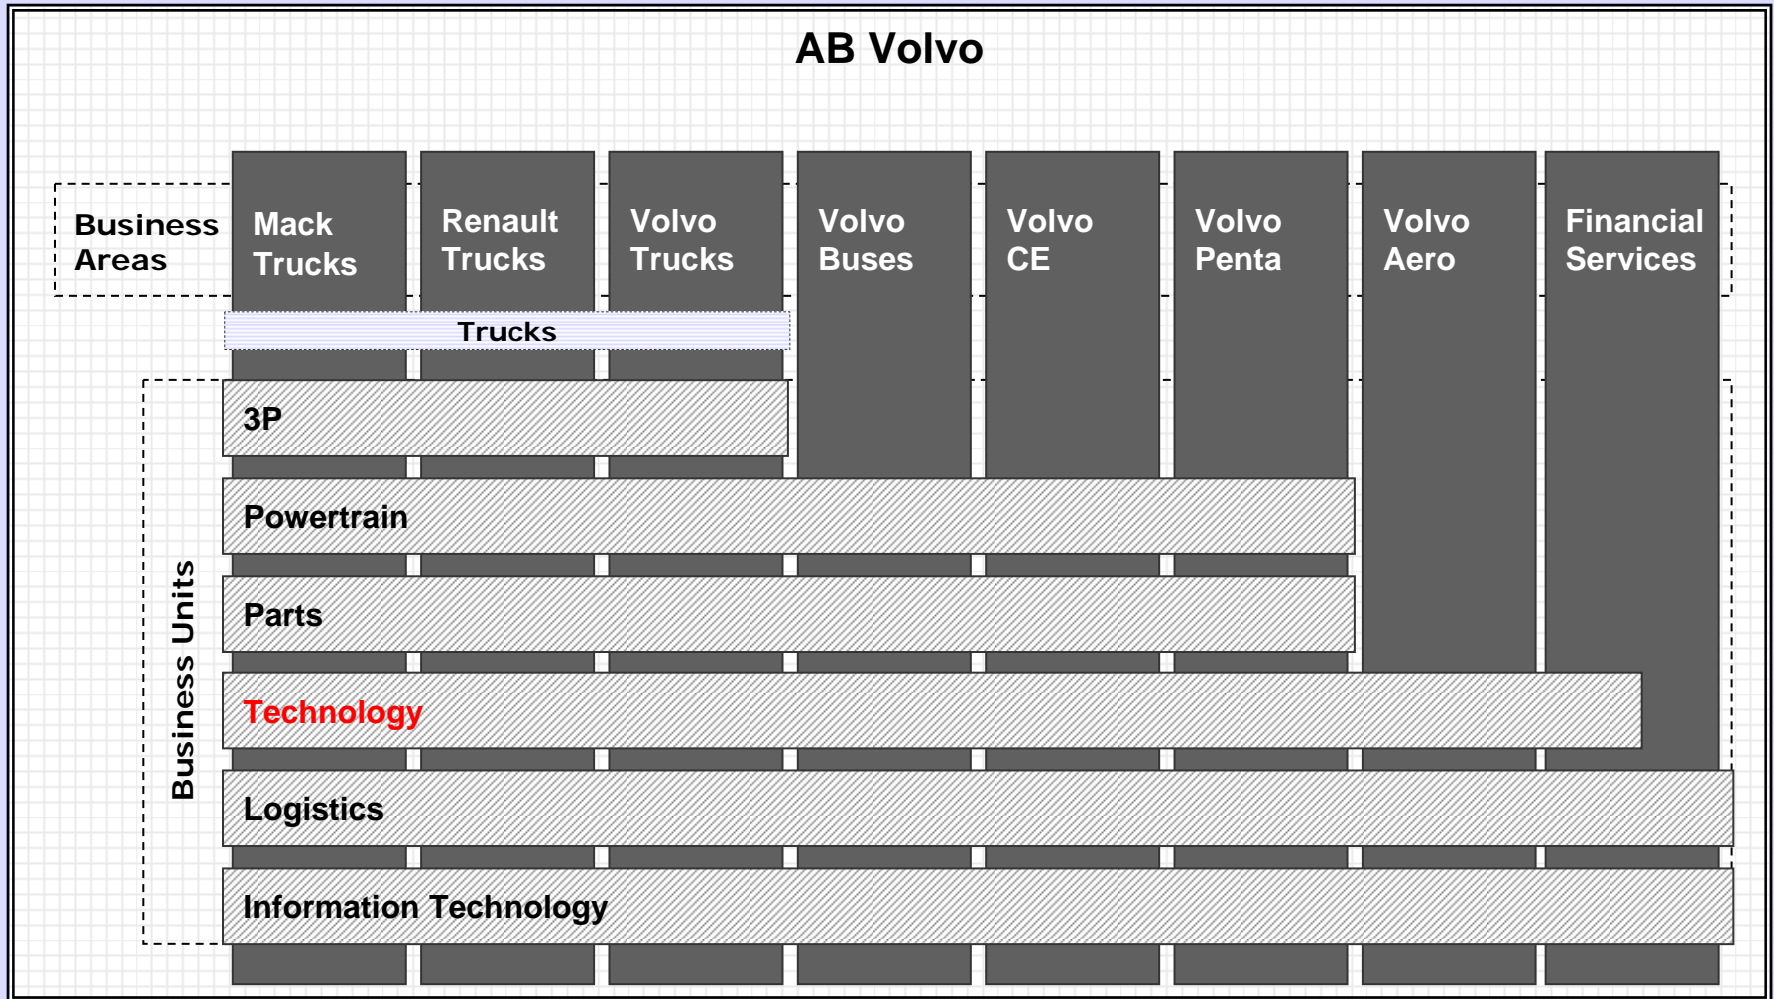 AB Volvo
Business
Areas
Mack
Trucks
Renault
Trucks
Volvo
Trucks
Volvo
Buses
Volvo
CE
Volvo
Penta
Volvo
Aero
Financial
Services
Trucks
Business Units
3P
Powertrain
Parts
Technology
Logistics
Information Technology